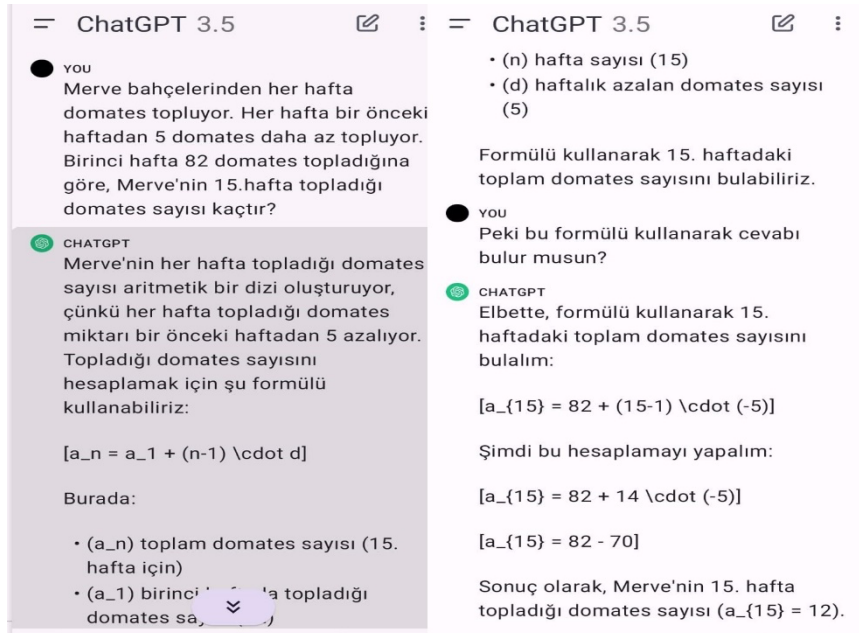 ChatGPT 3.5
YOU
Merve bahçelerinden her hafta
domates topluyor. Her hafta bir önceki
haftadan 5 domates daha az topluyor.
Birinci hafta 82 domates topladığına
göre, Merve'nin 15.hafta topladığı
domates sayısı kaçtır?
CHATGPT
Merve'nin her hafta topladığı domates
sayısı aritmetik bir dizi oluşturuyor,
çünkü her hafta topladığı domates
miktarı bir önceki haftadan 5 azalıyor.
Topladığı domates sayısını
hesaplamak için şu formülü
kullanabiliriz:
[a_n = a_1 + (n-1) \cdot d]
Burada:
• (a_n) toplam domates sayısı (15.
hafta için)
• (a_1) birinci topladığı
domates
ChatGPT 3.5
• (n) hafta sayısı (15)
• (d) haftalık azalan domates sayısı
(5)
Formülü kullanarak 15. haftadaki
toplam domates sayısını bulabiliriz.
YOU
Peki bu formülü kullanarak cevabı
bulur musun?
CHATGPT
Elbette, formülü kullanarak 15.
haftadaki toplam domates sayısını
bulalım:
[a_{15} = 82 + (15-1) \cdot (-5)]
Şimdi bu hesaplamayı yapalım:
[a_{15} = 82 + 14 \cdot (-5)]
[a_{15} = 82 - 70]
Sonuç olarak, Merve'nin 15. hafta
topladığı domates sayısı (a_{15} = 12).